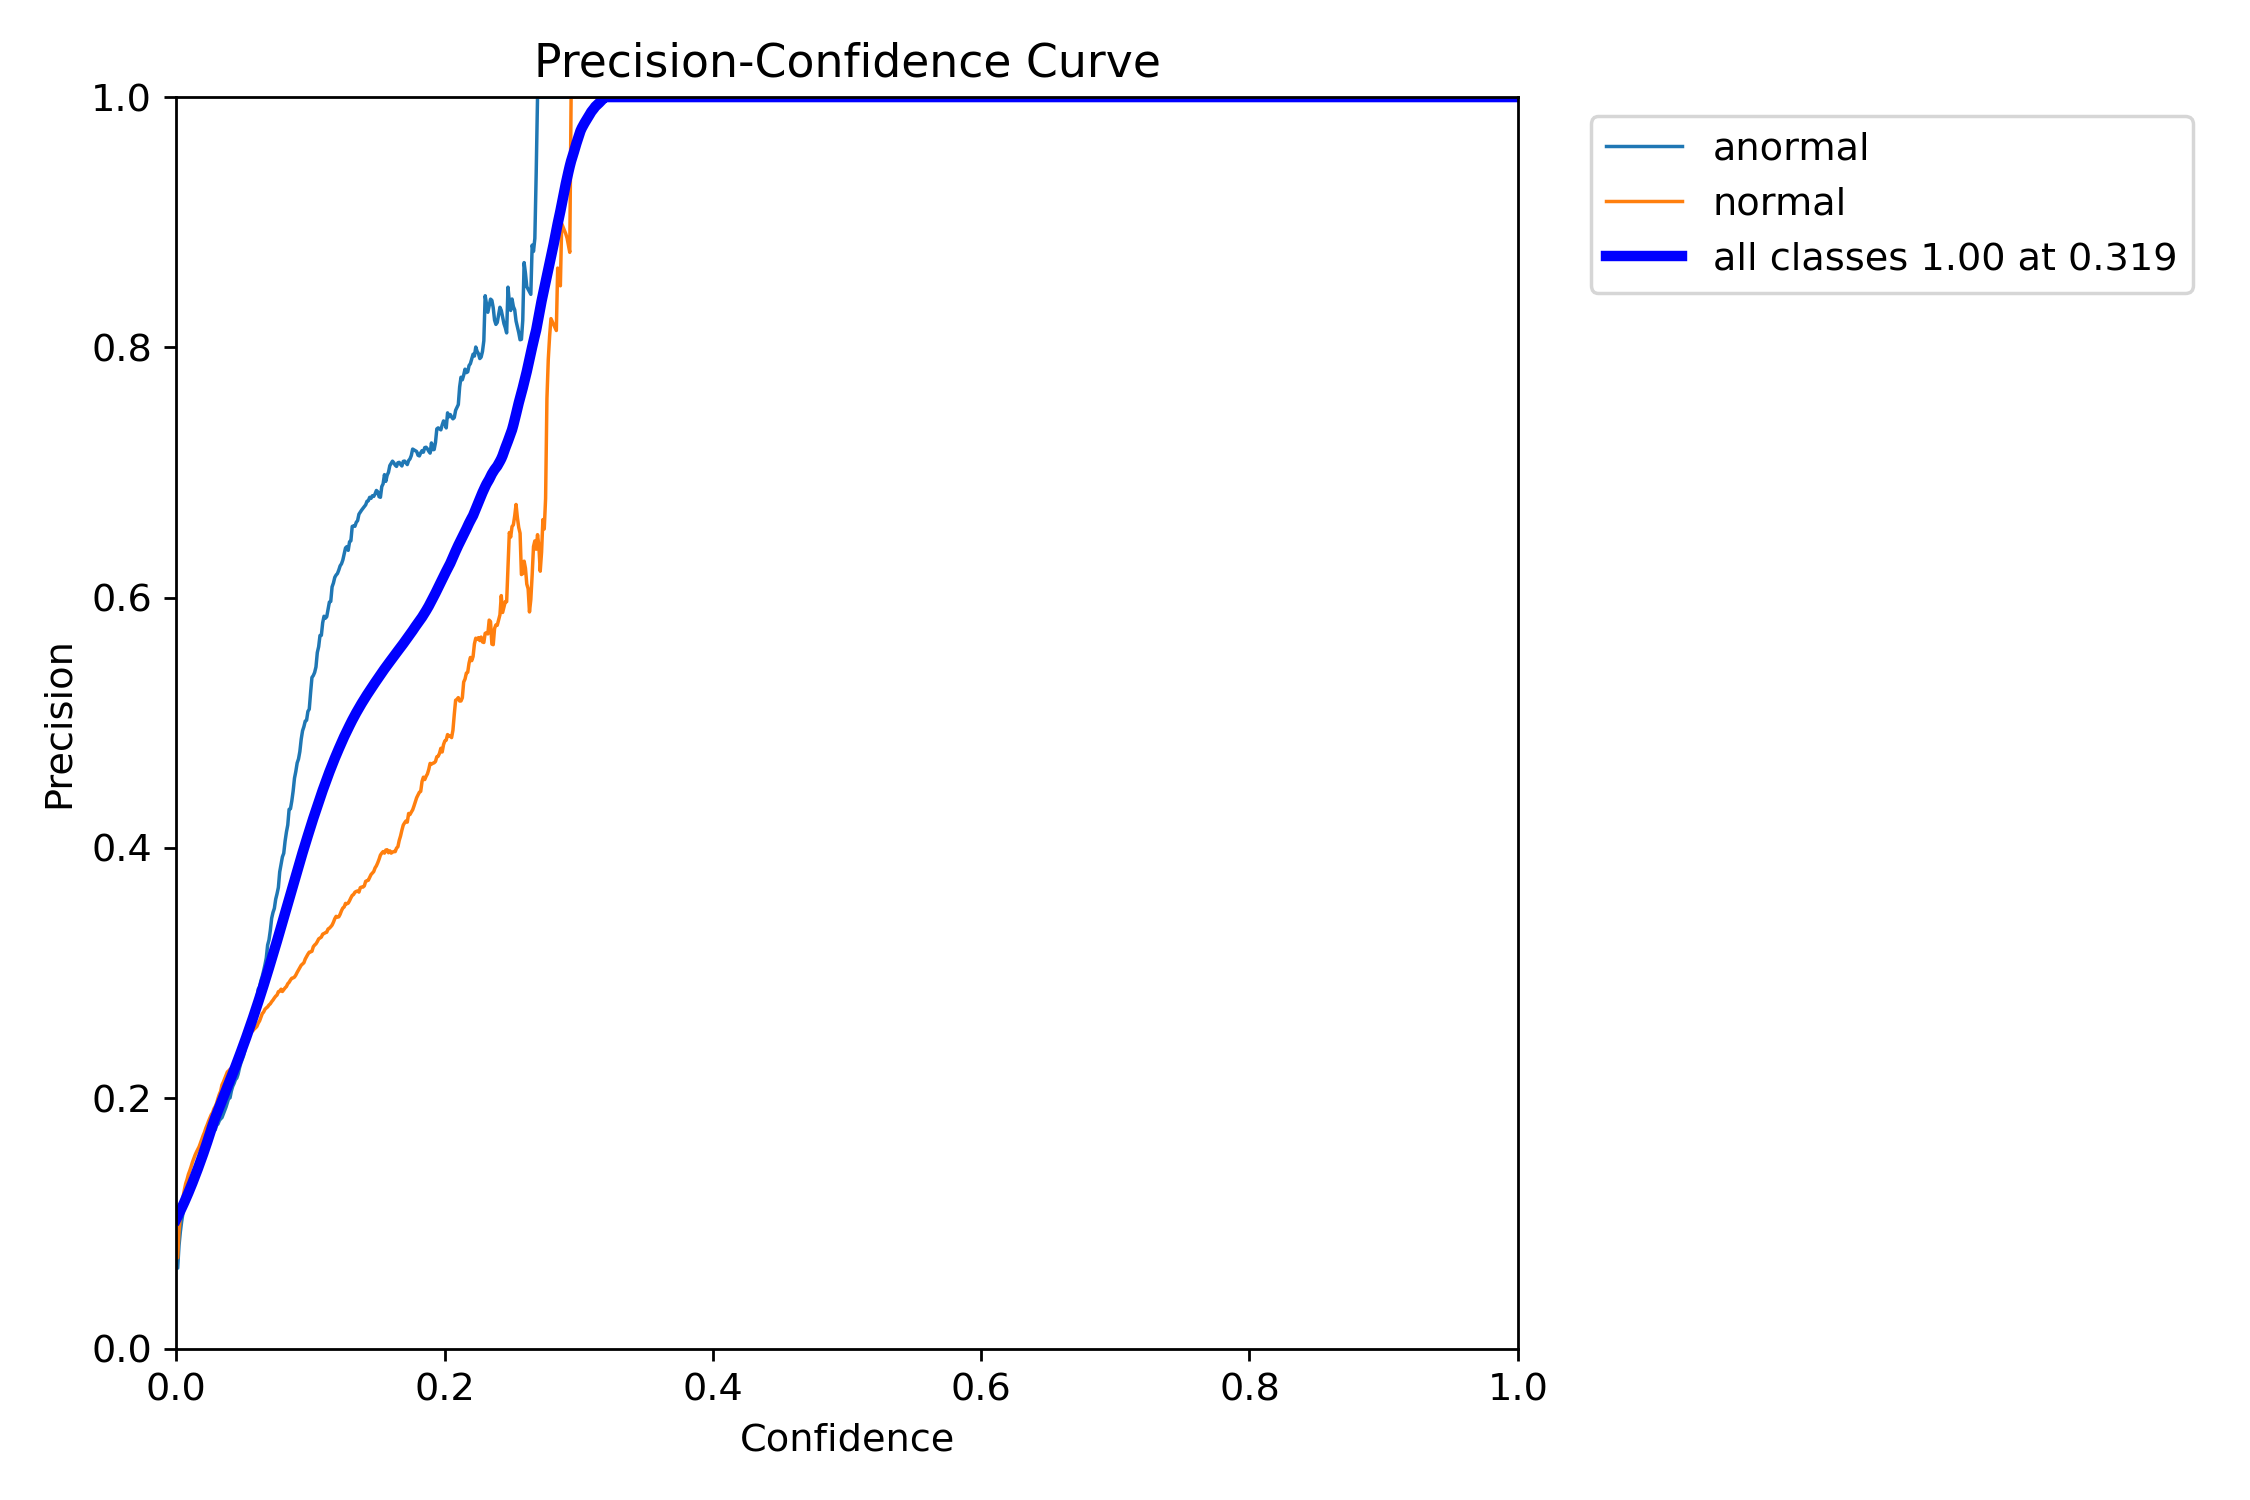 Precision-Confidence Curve
1.0
0.8
0.6
0.4
0.2
0.0
Precision
0.0 0.2 0.4 0.6 0.8 1.0
Confidence
anormal
normal
all classes 1.00 at 0.319